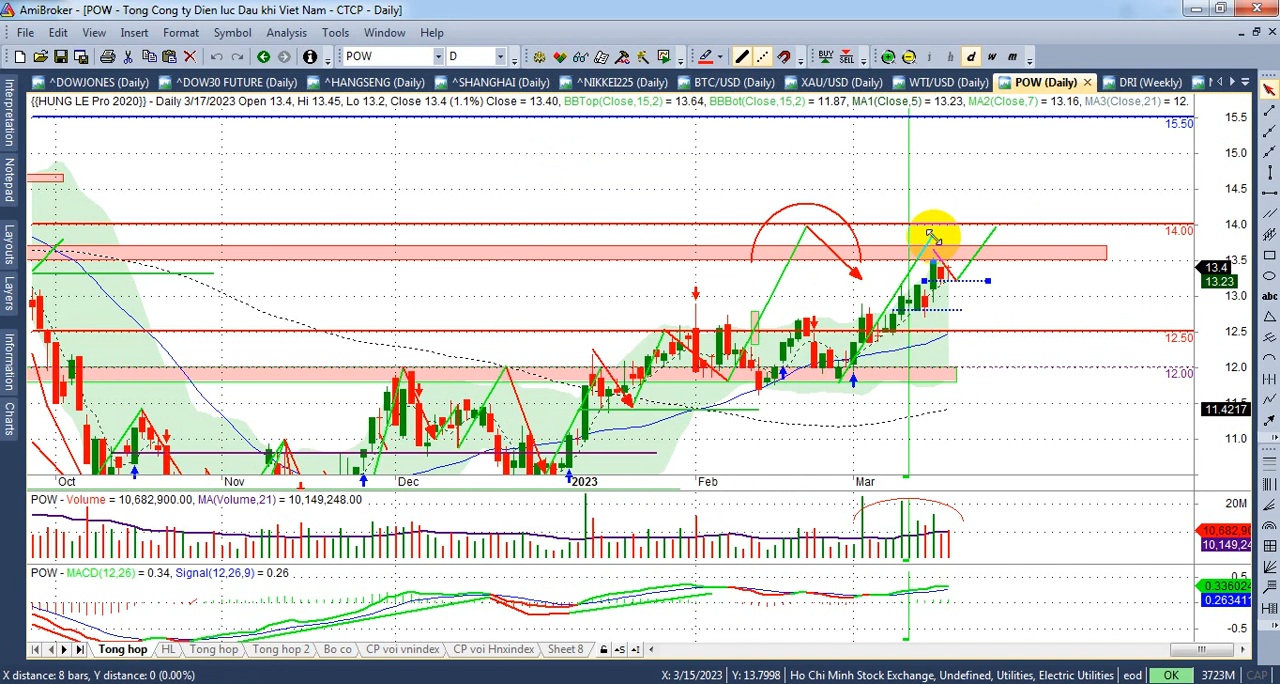 AmiBroker - [POW - Tong Cong ty Dien luc Dau khi Viet Nam - CTCP - Daily]
File Edit View Insert Format Symbol Analysis Tools Window Help
POW D BUY SELL i h d w m
^DOWJONES (Daily) ^DOW30 FUTURE (Daily) ^HANGSENG (Daily) ^SHANGHAI (Daily) ^NIKKEI225 (Daily) BTC/USD (Daily) XAU/USD (Daily) WTI/USD (Daily) POW (Daily) DRI (Weekly)
{{HUNG LE Pro 2020}} - Daily 3/17/2023 Open 13.4, Hi 13.45, Lo 13.2, Close 13.4 (1.1%) Close = 13.40, BBTop(Close,15,2) = 13.64, BBBot(Close,15,2) = 11.87, MA1(Close,5) = 13.23, MA2(Close,7) = 13.16, MA3(Close,21) = 12.
Interpretation
Notepad
Layouts
Layers
Information
Charts
abc
15.5
15.50
15.0
14.5
14.0
14.00
13.5
13.4
13.23
13.0
12.5
12.50
12.0
12.00
11.5
11.4217
11.0
Oct Nov Dec 2023 Feb Mar
POW - Volume = 10,682,900.00, MA(Volume,21) = 10,149,248.00
20M
10,682,90
10,149,24
POW - MACD(12,26) = 0.34, Signal(12,26,9) = 0.26
0.5
0.336024
0.263412
-0.5
Tong hop HL Tong hop Tong hop 2 Bo co CP voi vnindex CP voi Hnxindex Sheet 8
X distance: 8 bars, Y distance: 0 (0.00%) X: 3/15/2023 Y: 13.7998 Ho Chi Minh Stock Exchange, Undefined, Utilities, Electric Utilities eod OK 3723M CAP